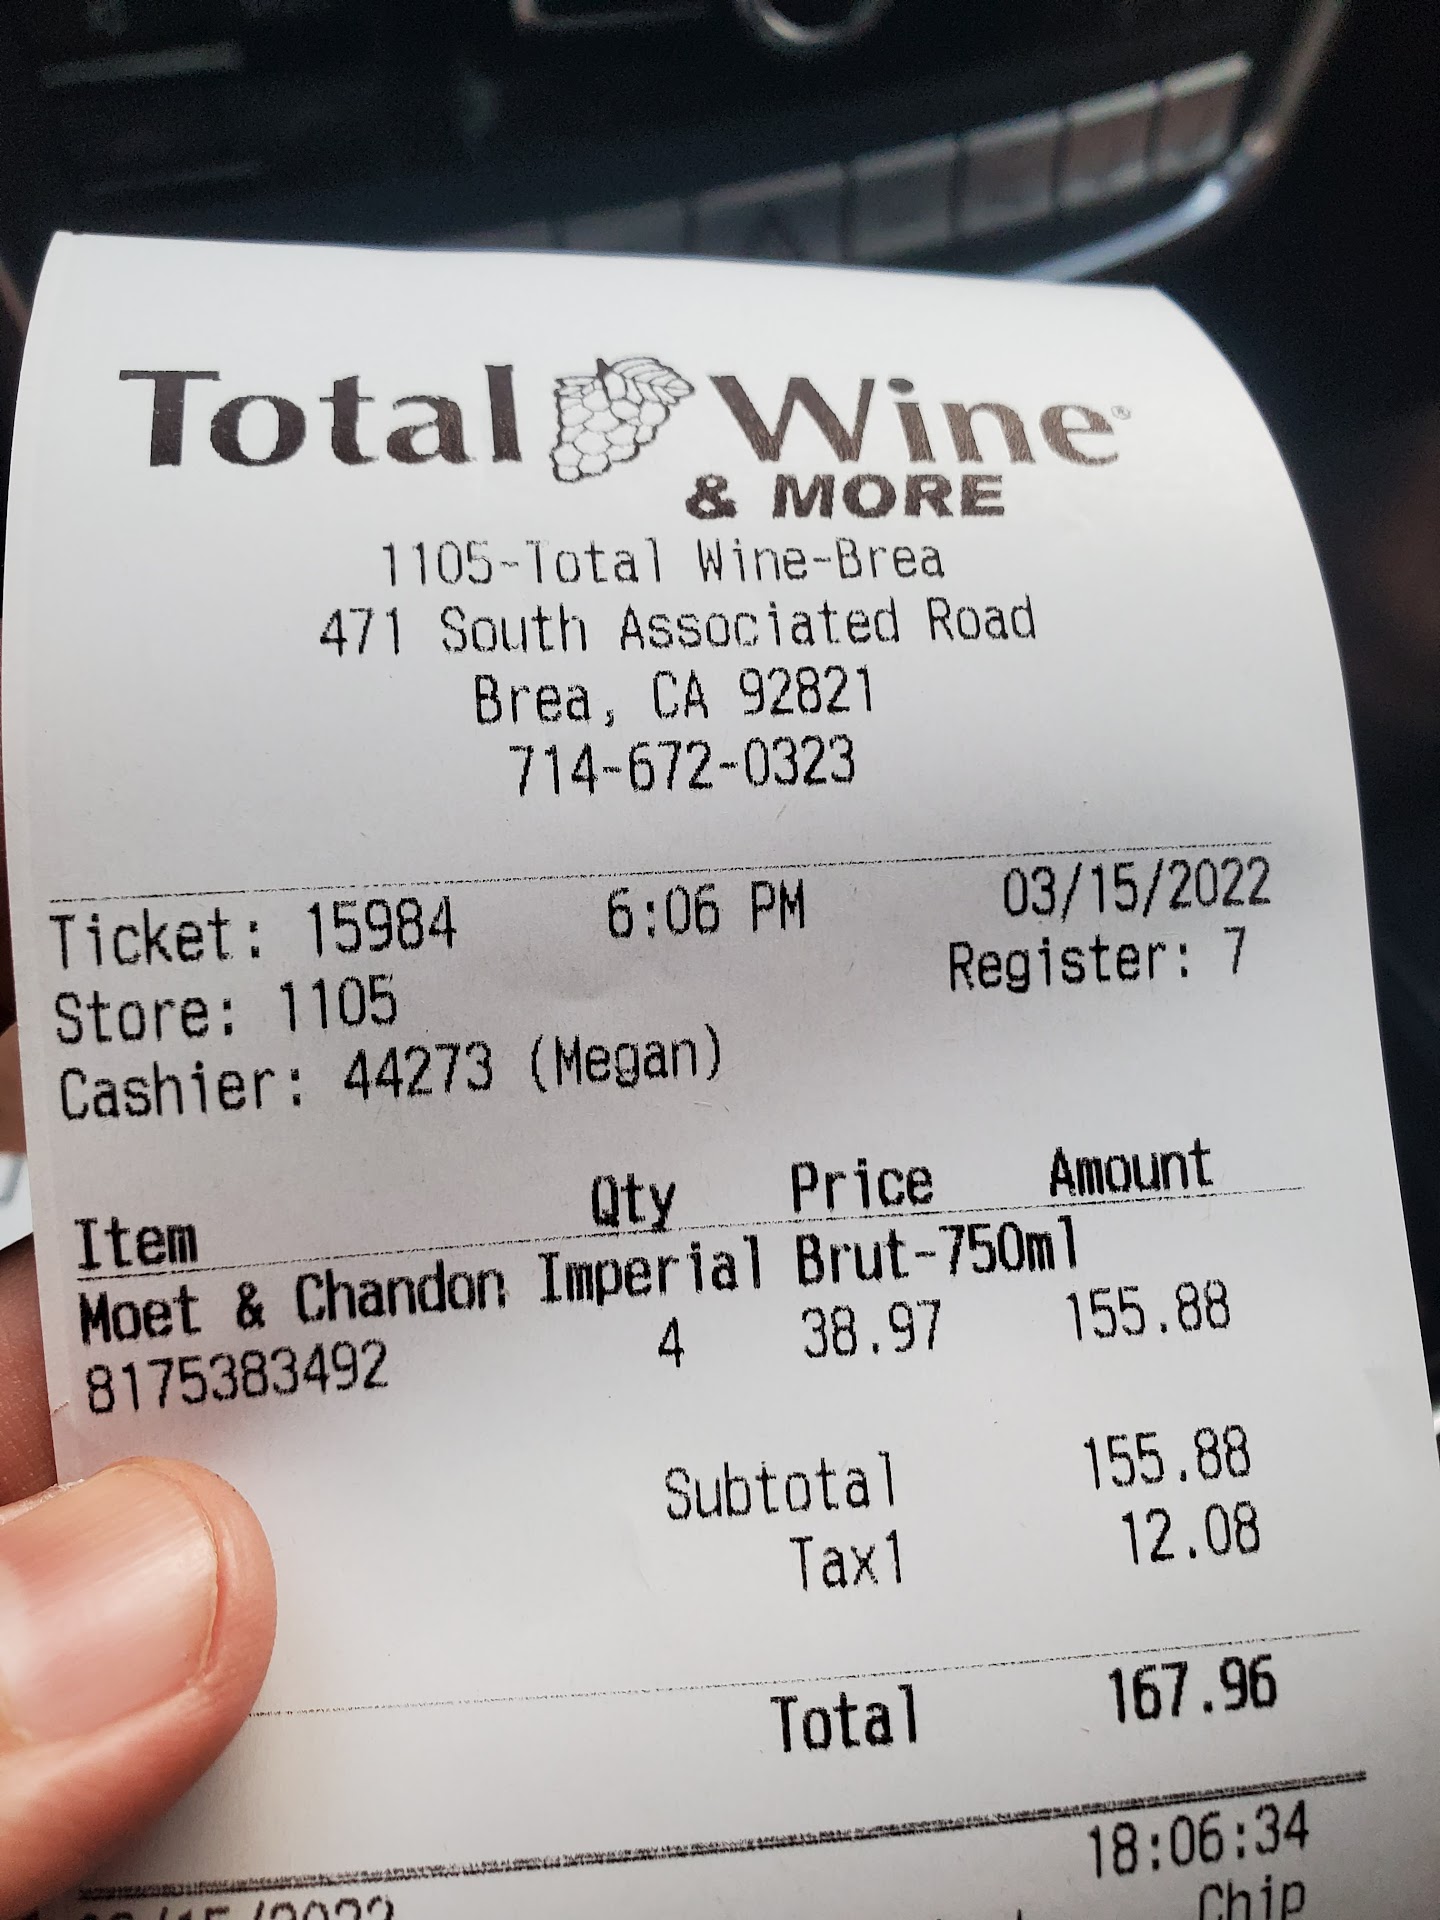 Total Wine®
& MORE
1105-Total Wine-Brea
471 South Associated Road
Brea, CA 92821
714-672-0323
Ticket: 15984 6:06 PM 03/15/2022
Store: 1105 Register: 7
Cashier: 44273 (Megan)
Item Qty Price Amount
Moet & Chandon Imperial Brut-750ml
8175383492 4 38.97 155.88
Subtotal 155.88
Tax1 12.08
Total 167.96
18:06:34
Chip